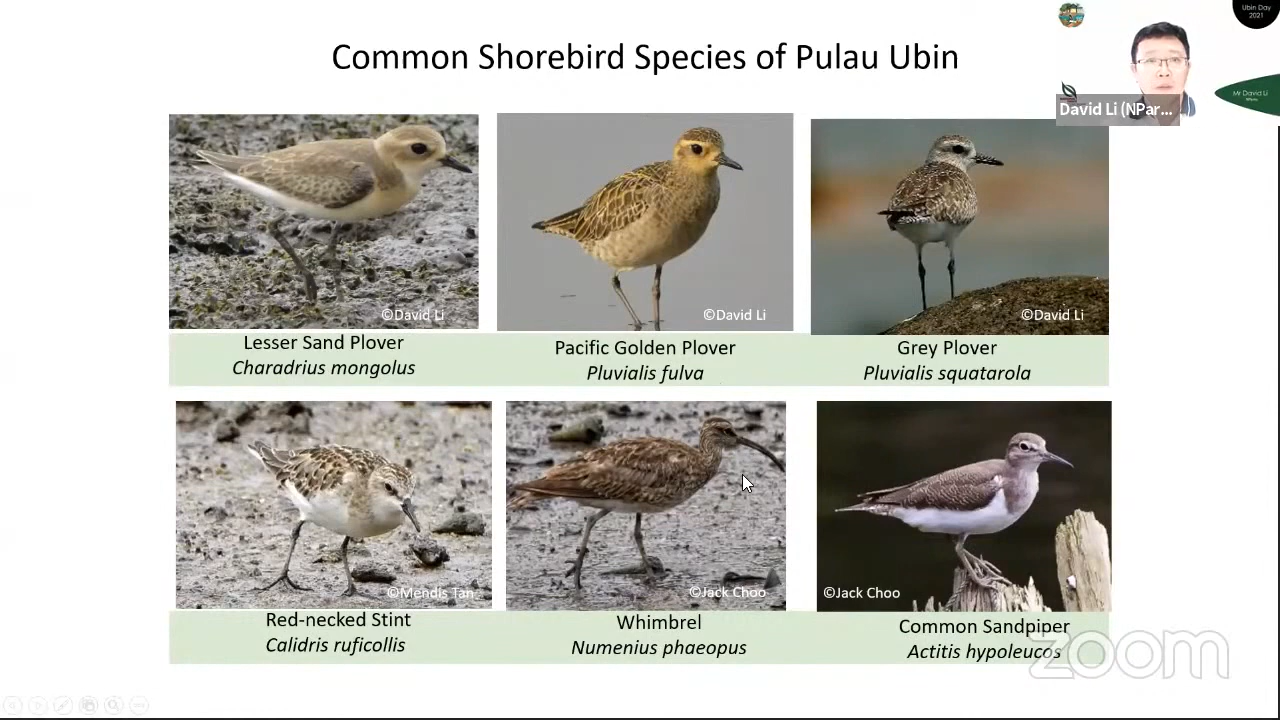 Ubin Day
2021
Common Shorebird Species of Pulau Ubin
Mr David Li
David Li (NPar...
©David Li
©David Li
©David Li
Lesser Sand Plover
Charadrius mongolus
Pacific Golden Plover
Pluvialis fulva
Grey Plover
Pluvialis squatarola
©Mendis Tan
©Jack Choo
©Jack Choo
Red-necked Stint
Calidris ruficollis
Whimbrel
Numenius phaeopus
Common Sandpiper
Actitis hypoleucos
zoom